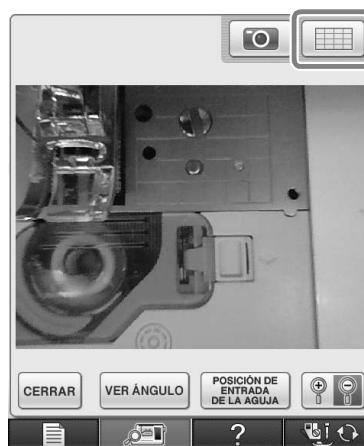 CERRAR
VER ÁNGULO
POSICIÓN DE
ENTRADA
DE LA AGUJA
?